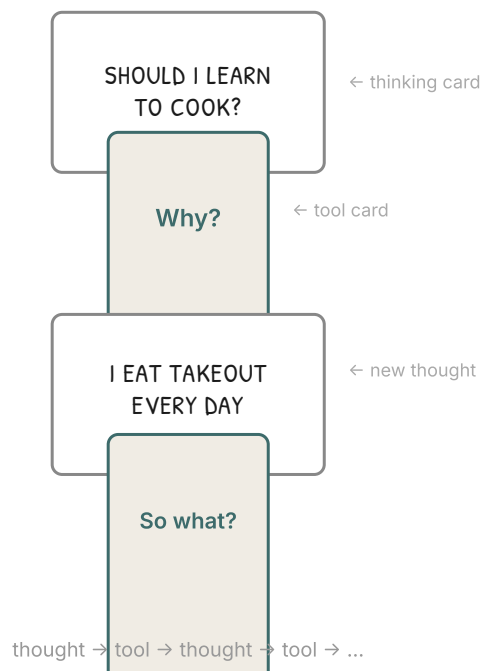 SHOULD I LEARN
TO COOK?
← thinking card
Why?
← tool card
I EAT TAKEOUT
EVERY DAY
← new thought
So what?
thought → tool → thought → tool → ...